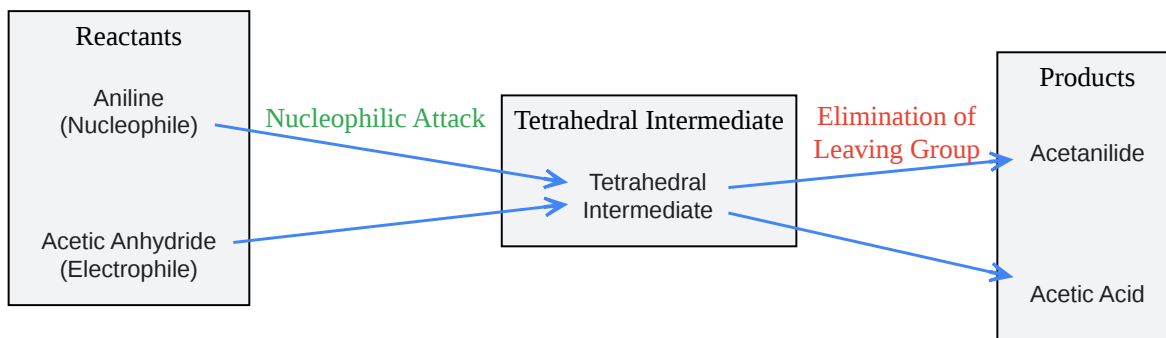 Reactants
Aniline
(Nucleophile)
Acetic Anhydride
(Electrophile)
Nucleophilic Attack
Tetrahedral Intermediate
Tetrahedral
Intermediate
Elimination of
Leaving Group
Products
Acetanilide
Acetic Acid